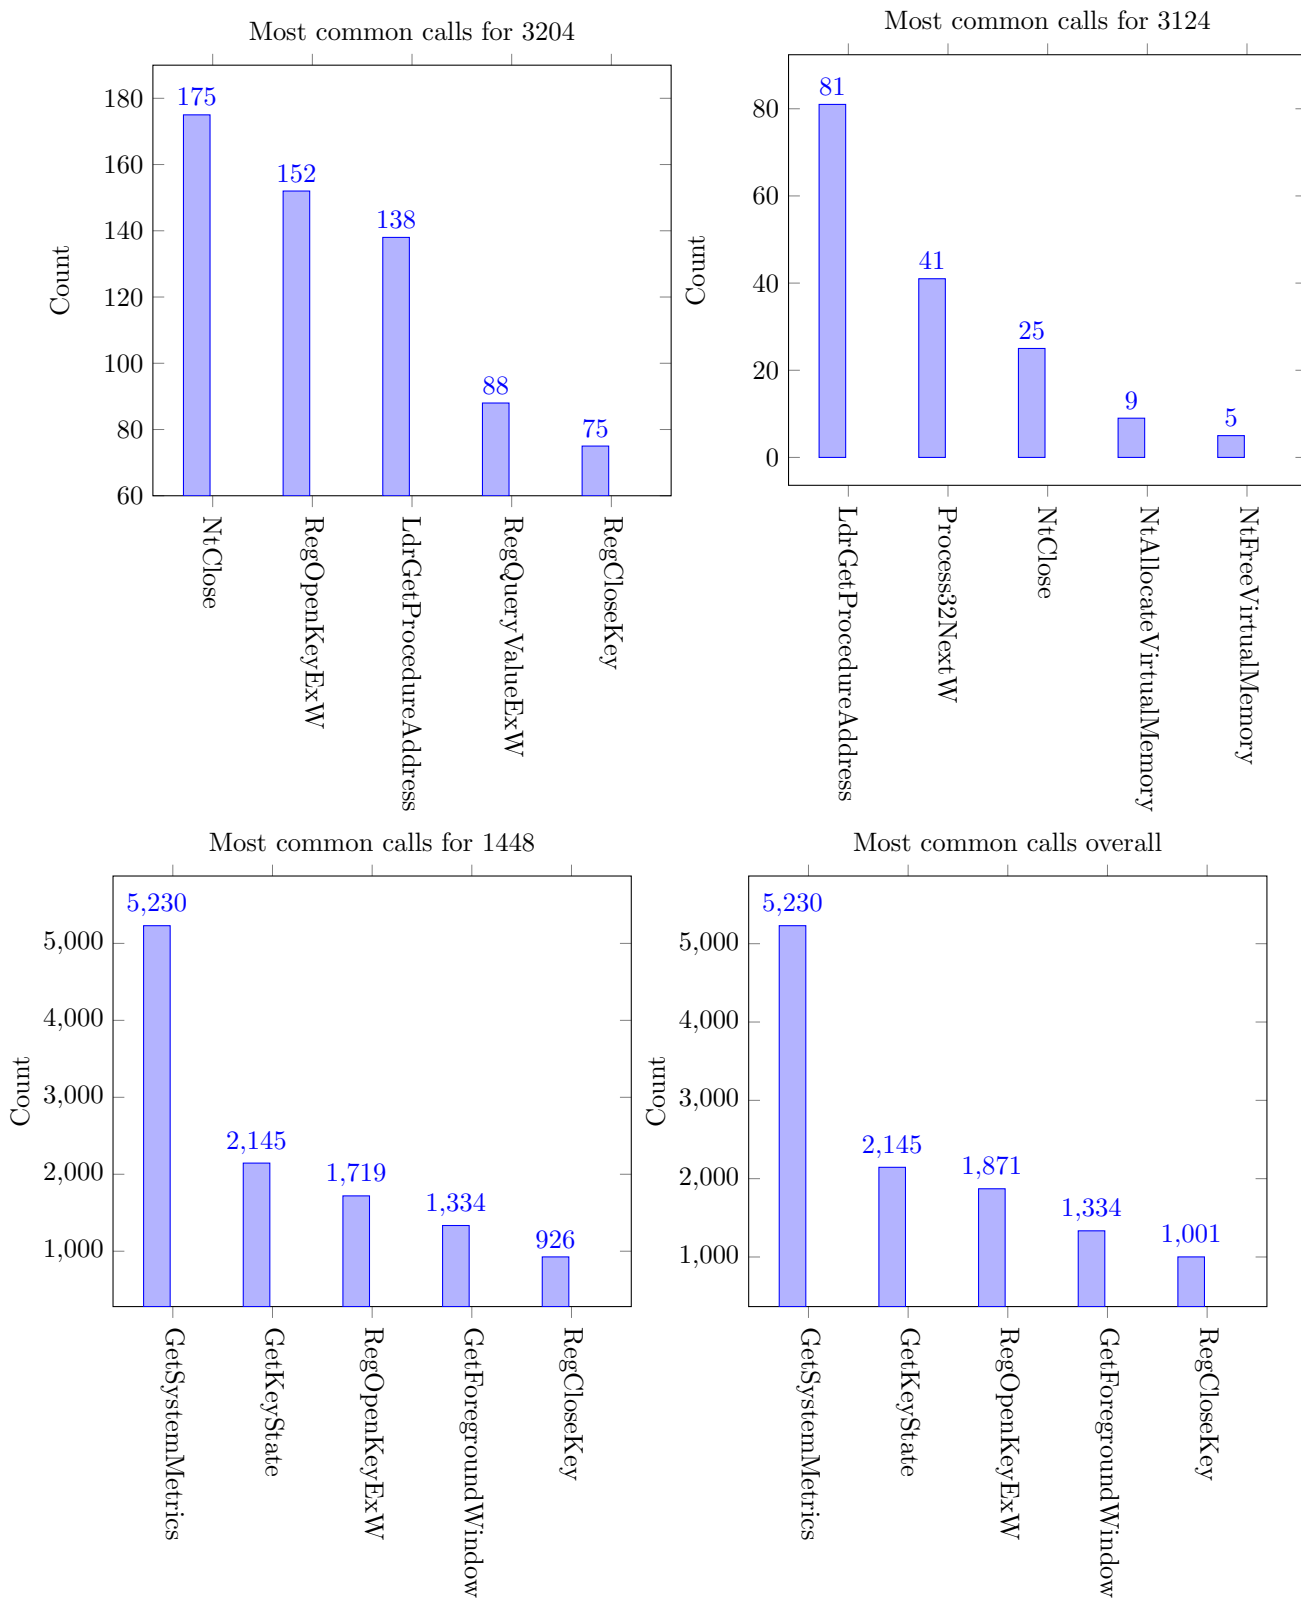 Most common calls for 3204
Count
180
160
140
120
100
80
60
175
152
138
88
75
NtClose
RegOpenKeyExW
LdrGetProcedureAddress
RegQueryValueExW
RegCloseKey
Most common calls for 3124
Count
80
60
40
20
0
81
41
25
9
5
LdrGetProcedureAddress
Process32NextW
NtClose
NtAllocateVirtualMemory
NtFreeVirtualMemory
Most common calls for 1448
Count
5,000
4,000
3,000
2,000
1,000
5,230
2,145
1,719
1,334
926
GetSystemMetrics
GetKeyState
RegOpenKeyExW
GetForegroundWindow
RegCloseKey
Most common calls overall
Count
5,000
4,000
3,000
2,000
1,000
5,230
2,145
1,871
1,334
1,001
GetSystemMetrics
GetKeyState
RegOpenKeyExW
GetForegroundWindow
RegCloseKey